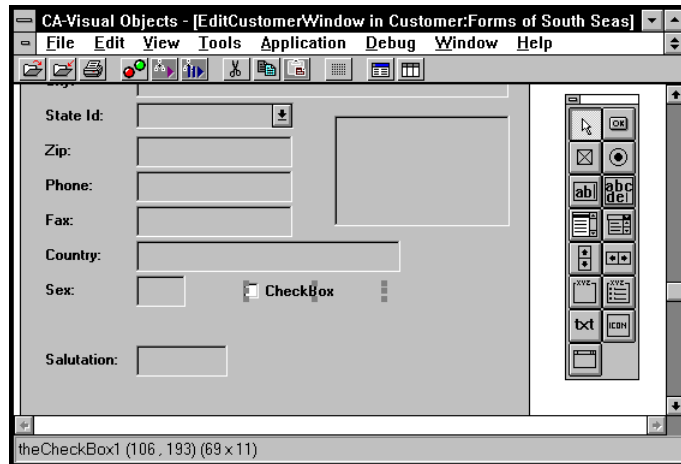 CA-Visual Objects - [EditCustomerWindow in Customer:Forms of South Seas]
File Edit View Tools Application Debug Window Help
State Id:
OK
Zip:
Phone:
ab| abc
def
Fax:
Country:
Sex: CheckBox
XYZ XYZ
txt ICON
Salutation:
theCheckBox1 (106 , 193) (69 x 11)